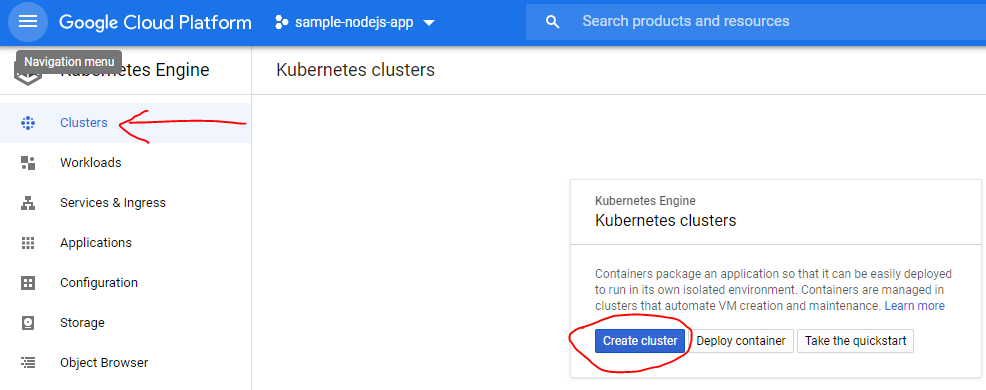 Google Cloud Platform
sample-nodejs-app
Search products and resources
Navigation menu
Kubernetes Engine
Kubernetes clusters
Clusters
Workloads
Services & Ingress
Applications
Configuration
Storage
Object Browser
Kubernetes Engine
Kubernetes clusters
Containers package an application so that it can be easily deployed
to run in its own isolated environment. Containers are managed in
clusters that automate VM creation and maintenance. Learn more
Create cluster
Deploy container
Take the quickstart